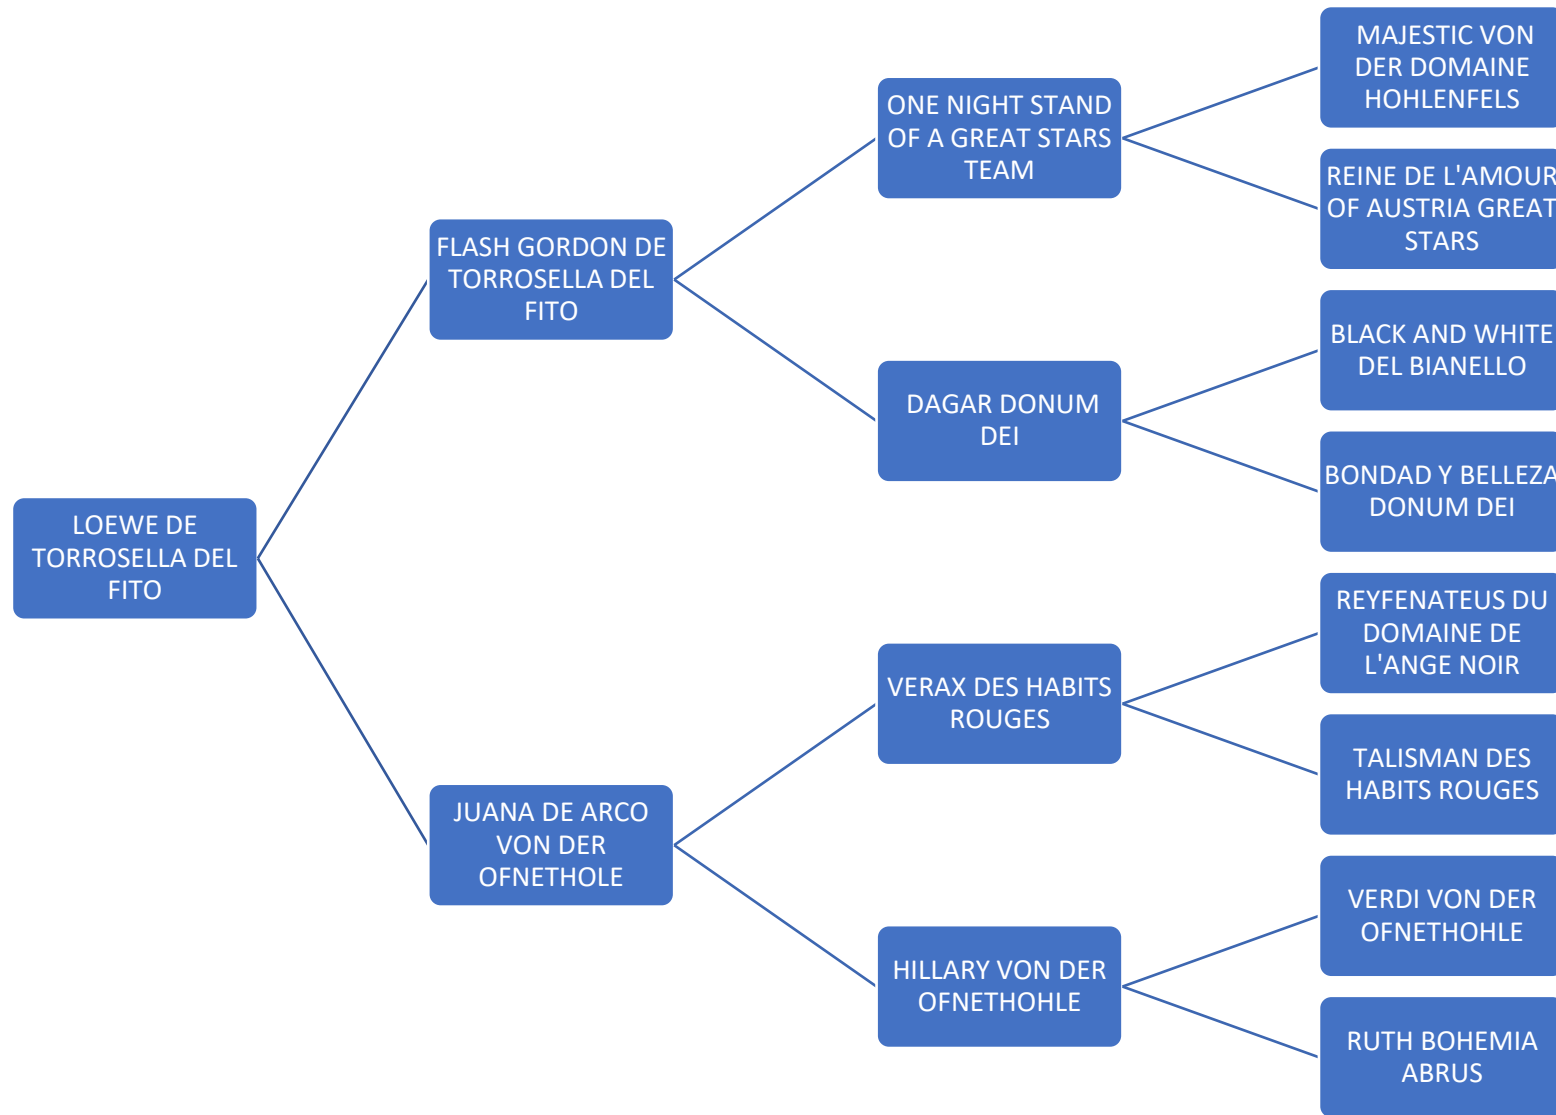 LOEWE DE
TORROSELLA DEL
FITO
FLASH GORDON DE
TORROSELLA DEL
FITO
ONE NIGHT STAND
OF A GREAT STARS
TEAM
MAJESTIC VON
DER DOMAINE
HOHLENFELS
REINE DE L'AMOUR
OF AUSTRIA GREAT
STARS
DAGAR DONUM
DEI
BLACK AND WHITE
DEL BIANELLO
BONDAD Y BELLEZA
DONUM DEI
JUANA DE ARCO
VON DER
OFNETHOLE
VERAX DES HABITS
ROUGES
REYFENATEUS DU
DOMAINE DE
L'ANGE NOIR
TALISMAN DES
HABITS ROUGES
HILLARY VON DER
OFNETHOHLE
VERDI VON DER
OFNETHOHLE
RUTH BOHEMIA
ABRUS